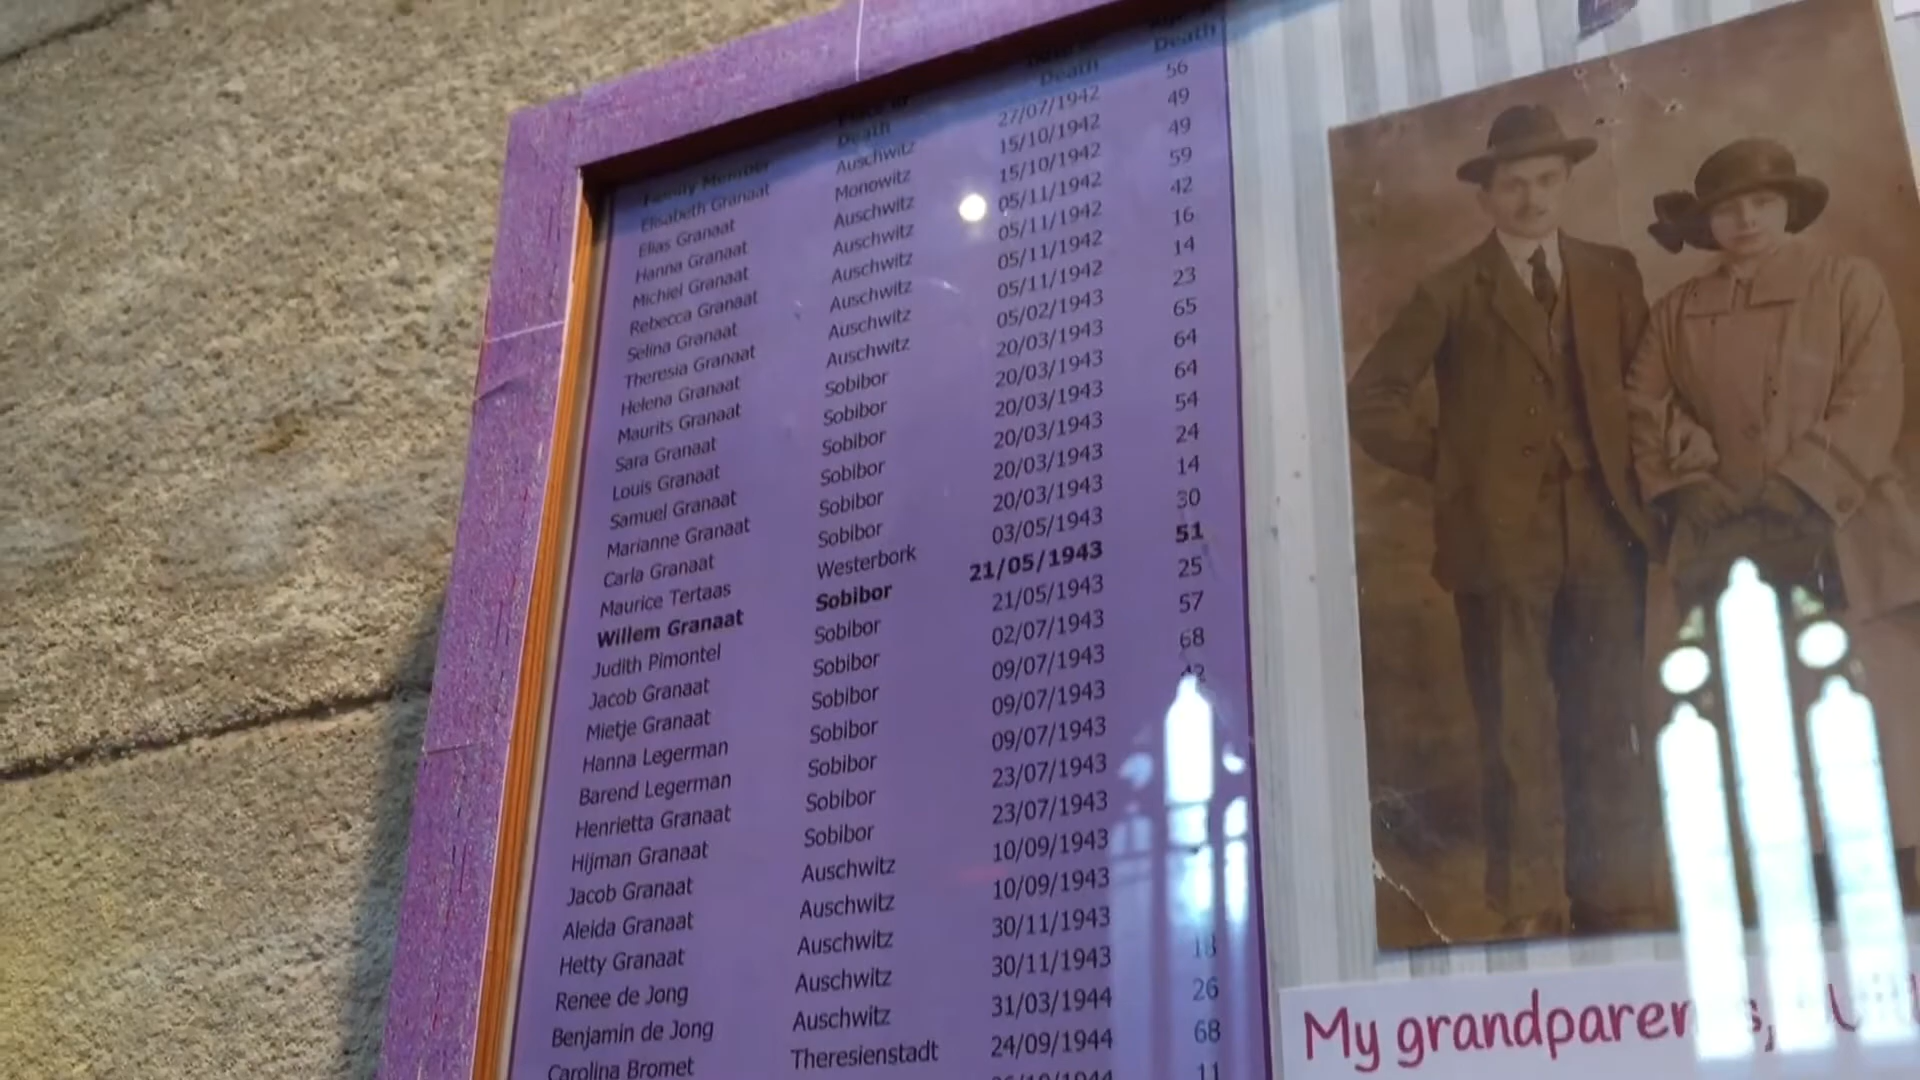 Family Member Death Death Death
Elisabeth Granaat Auschwitz 27/07/1942 56
Elias Granaat Monowitz 15/10/1942 49
Hanna Granaat Auschwitz 15/10/1942 49
Michiel Granaat Auschwitz 05/11/1942 59
Rebecca Granaat Auschwitz 05/11/1942 42
Selina Granaat Auschwitz 05/11/1942 16
Theresia Granaat Auschwitz 05/11/1942 14
Helena Granaat Auschwitz 05/02/1943 23
Maurits Granaat Sobibor 20/03/1943 65
Sara Granaat Sobibor 20/03/1943 64
Louis Granaat Sobibor 20/03/1943 64
Samuel Granaat Sobibor 20/03/1943 54
Marianne Granaat Sobibor 20/03/1943 24
Carla Granaat Sobibor 20/03/1943 14
Maurice Tertaas Westerbork 03/05/1943 30
Willem Granaat Sobibor 21/05/1943 51
Judith Pimontel Sobibor 21/05/1943 25
Jacob Granaat Sobibor 02/07/1943 57
Mietje Granaat Sobibor 09/07/1943 68
Hanna Legerman Sobibor 09/07/1943
Barend Legerman Sobibor 09/07/1943
Henrietta Granaat Sobibor 23/07/1943
Hijman Granaat Sobibor 23/07/1943
Jacob Granaat Auschwitz 10/09/1943
Aleida Granaat Auschwitz 10/09/1943
Hetty Granaat Auschwitz 30/11/1943
Renee de Jong Auschwitz 30/11/1943 18
Benjamin de Jong Auschwitz 31/03/1944 26
Carolina Bromet Theresienstadt 24/09/1944 68
11
My grandparents,